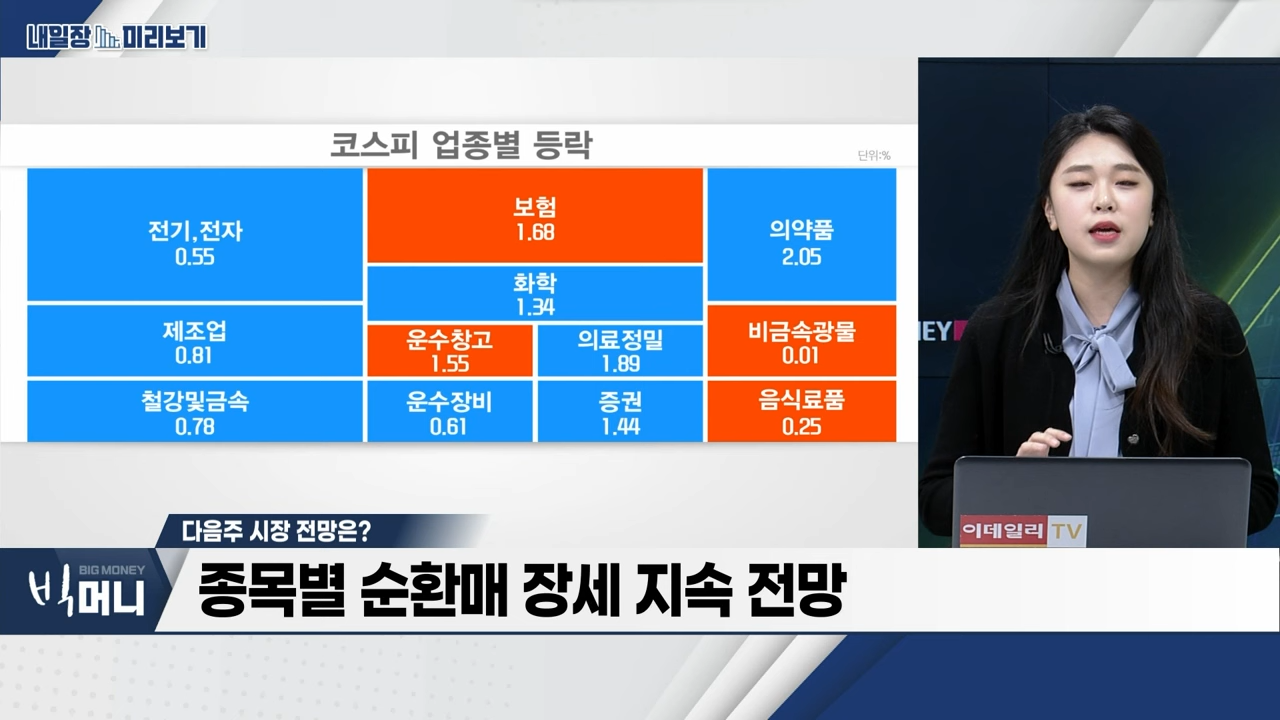 내일장 미리보기
코스피 업종별 등락
단위:%
전기,전자
0.55
보험
1.68
의약품
2.05
화학
1.34
제조업
0.81
운수창고
1.55
의료정밀
1.89
비금속광물
0.01
철강및금속
0.78
운수장비
0.61
증권
1.44
음식료품
0.25
NEY
이데일리TV
다음주 시장 전망은?
BIG MONEY
빅머니
종목별 순환매 장세 지속 전망